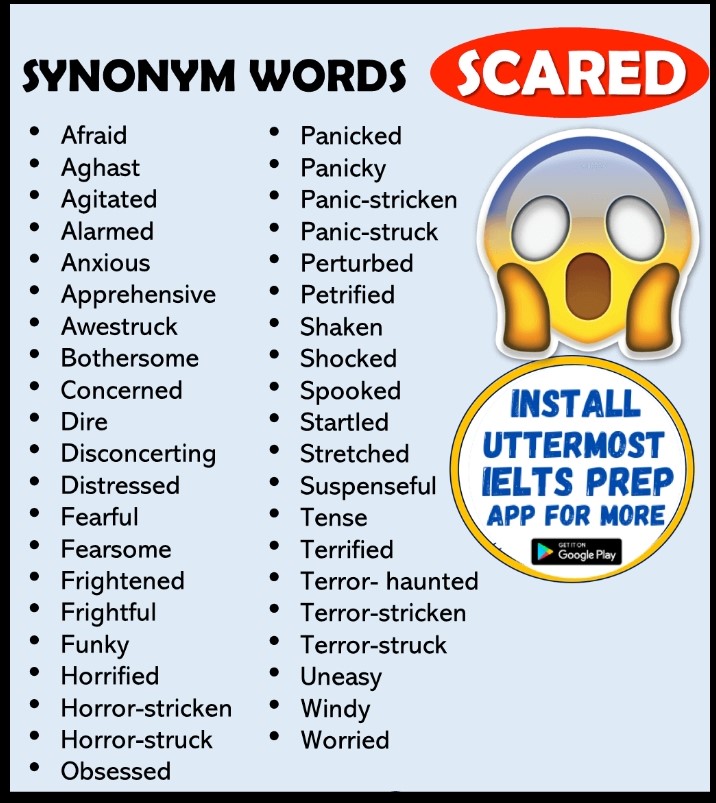 SYNONYM WORDS SCARED
• Afraid
• Aghast
• Agitated
• Alarmed
• Anxious
• Apprehensive
• Awestruck
• Bothersome
• Concerned
• Dire
• Disconcerting
• Distressed
• Fearful
• Fearsome
• Frightened
• Frightful
• Funky
• Horrified
• Horror-stricken
• Horror-struck
• Obsessed
• Panicked
• Panicky
• Panic-stricken
• Panic-struck
• Perturbed
• Petrified
• Shaken
• Shocked
• Spooked
• Startled
• Stretched
• Suspenseful
• Tense
• Terrified
• Terror- haunted
• Terror-stricken
• Terror-struck
• Uneasy
• Windy
• Worried
INSTALL
UTTERMOST
IELTS PREP
APP FOR MORE
GET IT ON
Google Play